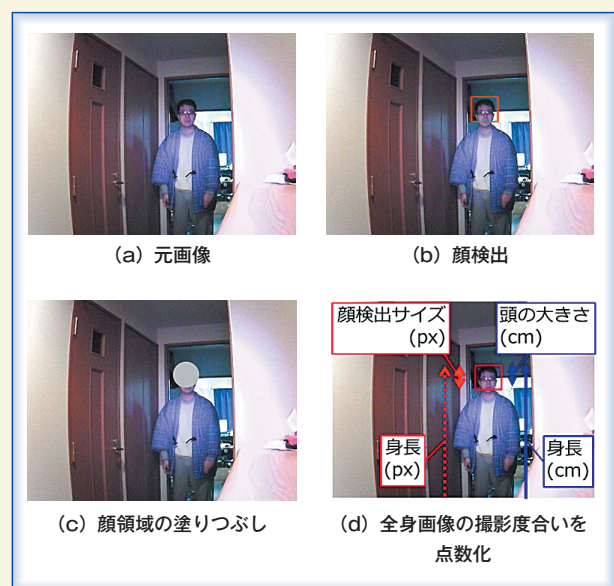 (a) 元画像
(b) 顔検出
顔検出サイズ
(px)
頭の大きさ
(cm)
身長
(px)
身長
(cm)
(c) 顔領域の塗りつぶし
(d) 全身画像の撮影度合いを
点数化